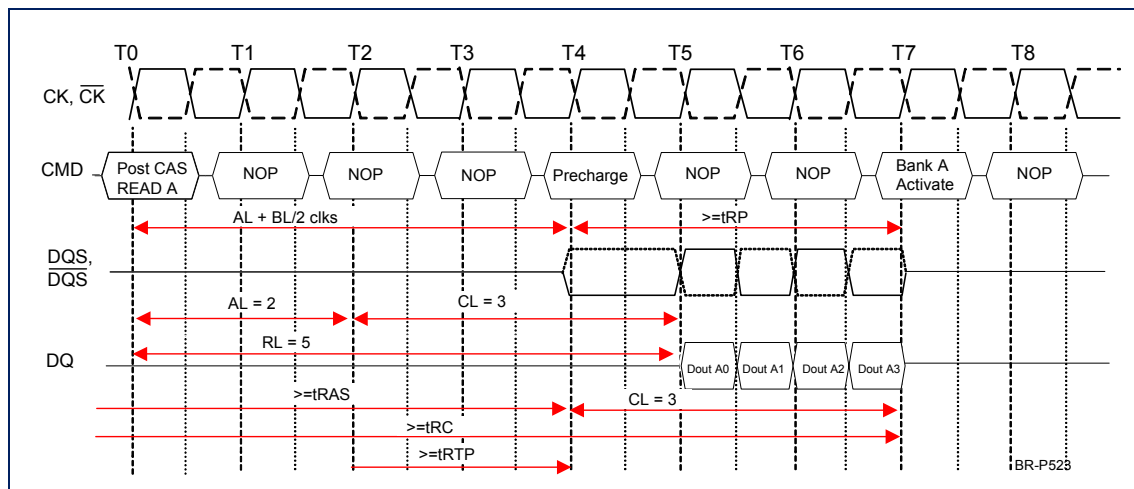 T0 T1 T2 T3 T4 T5 T6 T7 T8
CK, CK
CMD
Post CAS
READ A
NOP
NOP
NOP
Precharge
NOP
NOP
Bank A
Activate
NOP
AL + BL/2 clks
>=tRP
DQS,
DQS
AL = 2
CL = 3
RL = 5
DQ
Dout A0
Dout A1
Dout A2
Dout A3
>=tRAS
CL = 3
>=tRC
>=tRTP
BR-P523